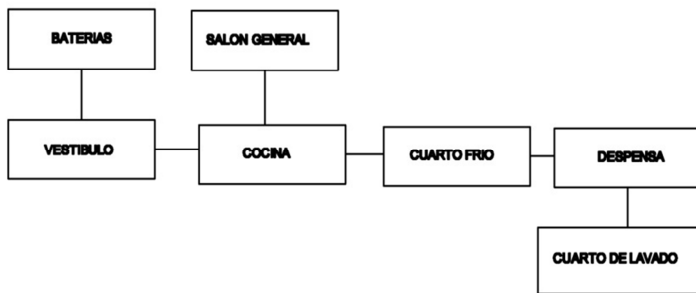 BATERIAS
SALON GENERAL
VESTIBULO
COCINA
CUARTO FRIO
DESPENSA
CUARTO DE LAVADO